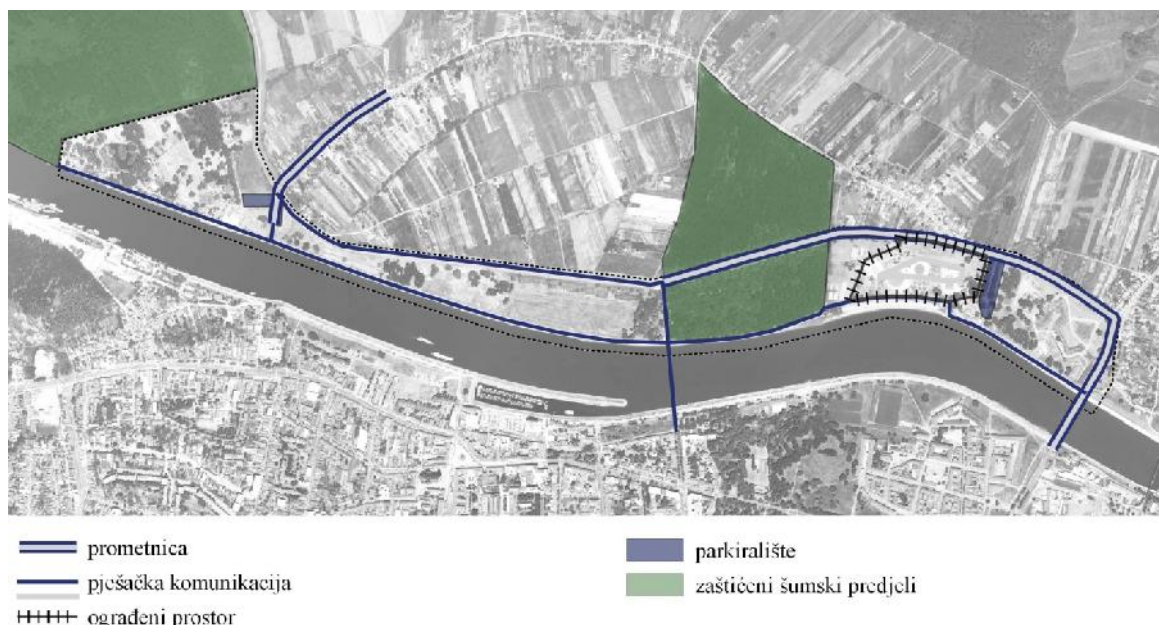 prometnica
pješačka komunikacija
ograđeni prostor
parkiralište
zaštićeni šumski predjeli